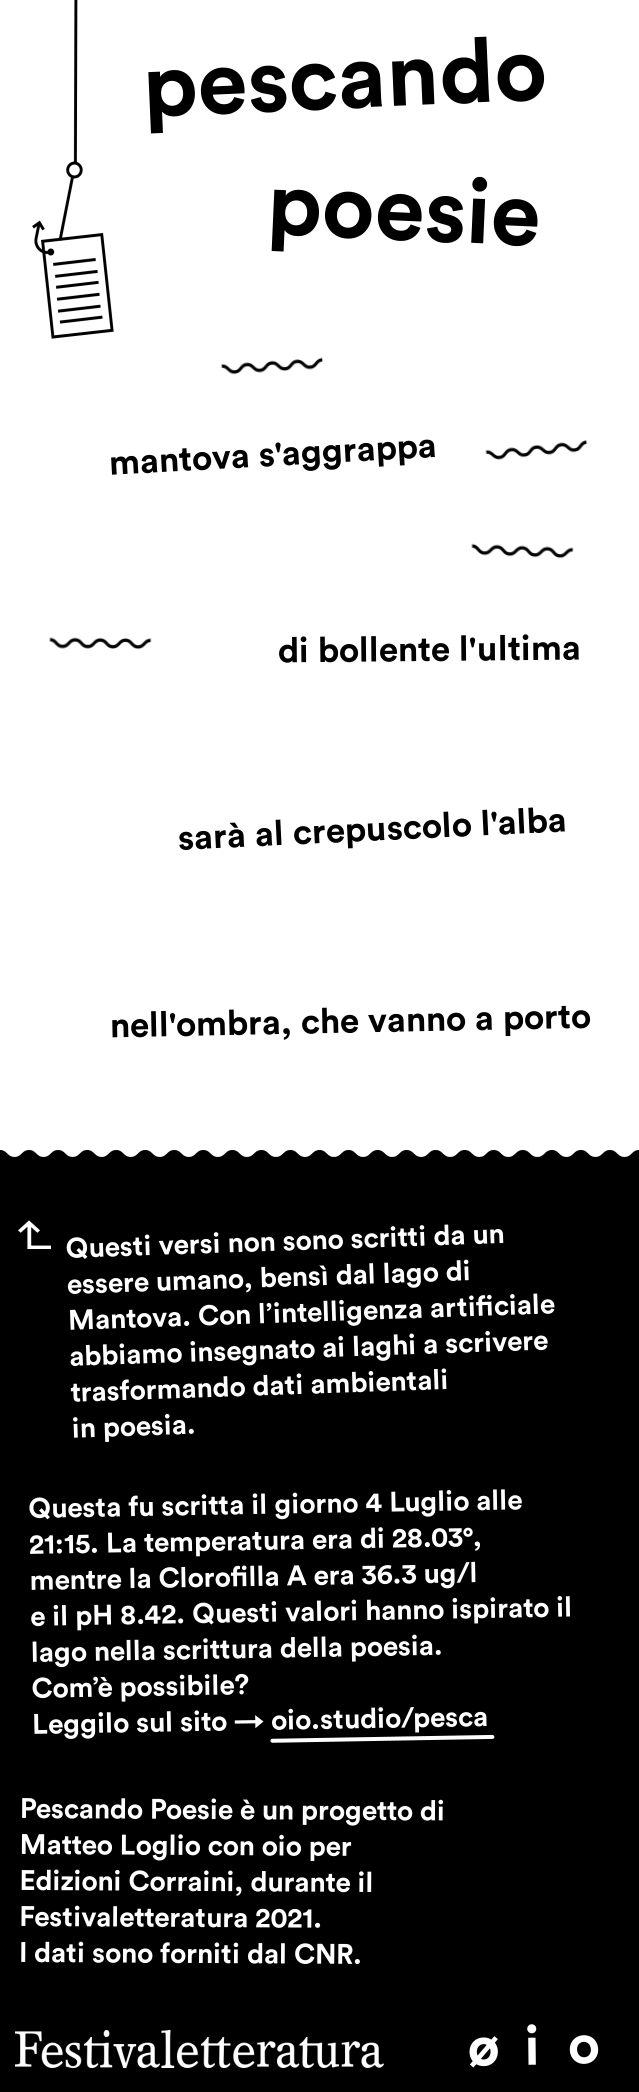 pescando
poesie
mantova s'aggrappa
di bollente l'ultima
sarà al crepuscolo l'alba
nell'ombra, che vanno a porto
Questi versi non sono scritti da un
essere umano, bensì dal lago di
Mantova. Con l’intelligenza artificiale
abbiamo insegnato ai laghi a scrivere
trasformando dati ambientali
in poesia.
Questa fu scritta il giorno 4 Luglio alle
21:15. La temperatura era di 28.03°,
mentre la Clorofilla A era 36.3 ug/l
e il pH 8.42. Questi valori hanno ispirato il
lago nella scrittura della poesia.
Com’è possibile?
Leggilo sul sito → oio.studio/pesca
Pescando Poesie è un progetto di
Matteo Loglio con oio per
Edizioni Corraini, durante il
Festivaletteratura 2021.
I dati sono forniti dal CNR.
Festivaletteratura ø i o